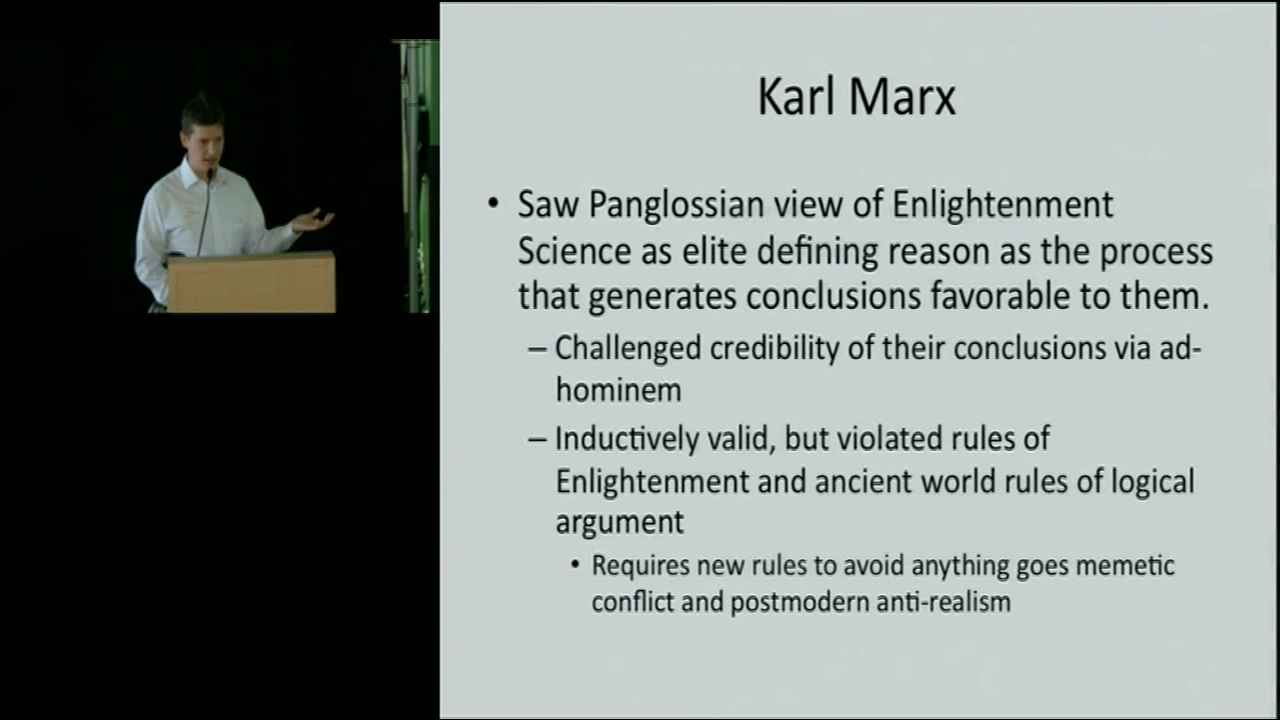 Karl Marx
• Saw Panglossian view of Enlightenment
Science as elite defining reason as the process
that generates conclusions favorable to them.
– Challenged credibility of their conclusions via ad-
hominem
– Inductively valid, but violated rules of
Enlightenment and ancient world rules of logical
argument
• Requires new rules to avoid anything goes memetic
conflict and postmodern anti-realism